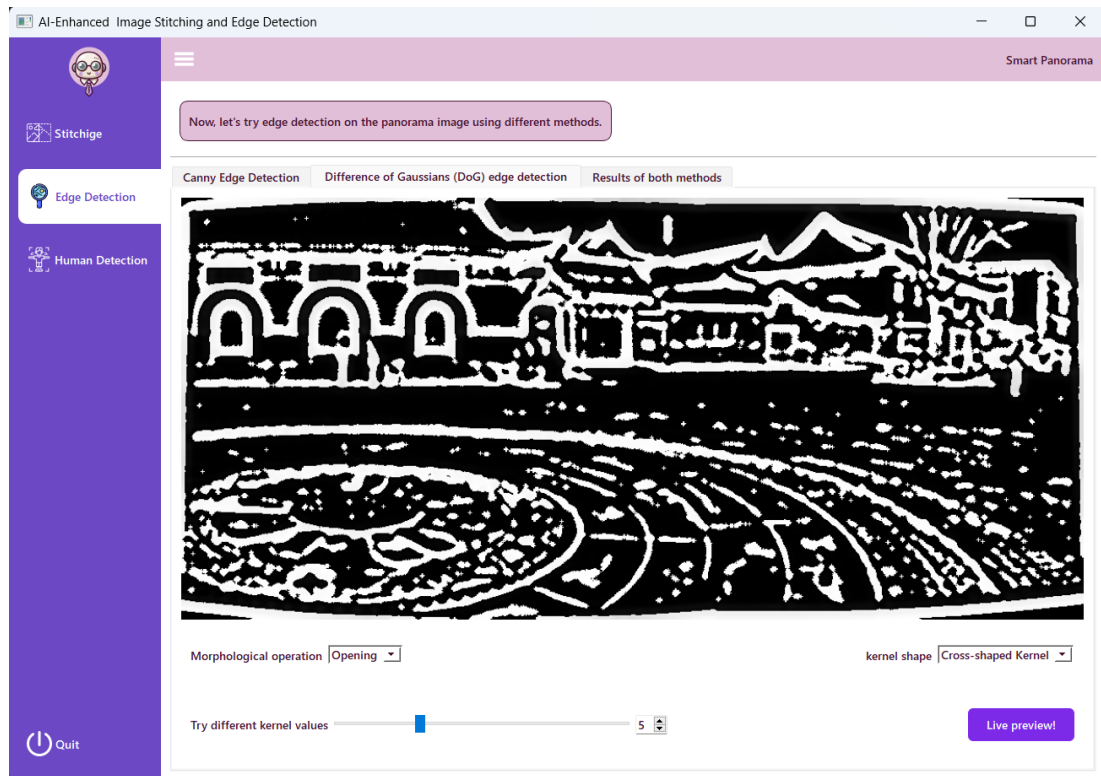 AI-Enhanced  Image Stitching and Edge Detection
Smart Panorama
Stitchige
Edge Detection
Human Detection
Quit
Now, let's try edge detection on the panorama image using different methods.
Canny Edge Detection
Difference of Gaussians (DoG) edge detection
Results of both methods
Morphological operation Opening
kernel shape Cross-shaped Kernel
Try different kernel values
5
Live preview!